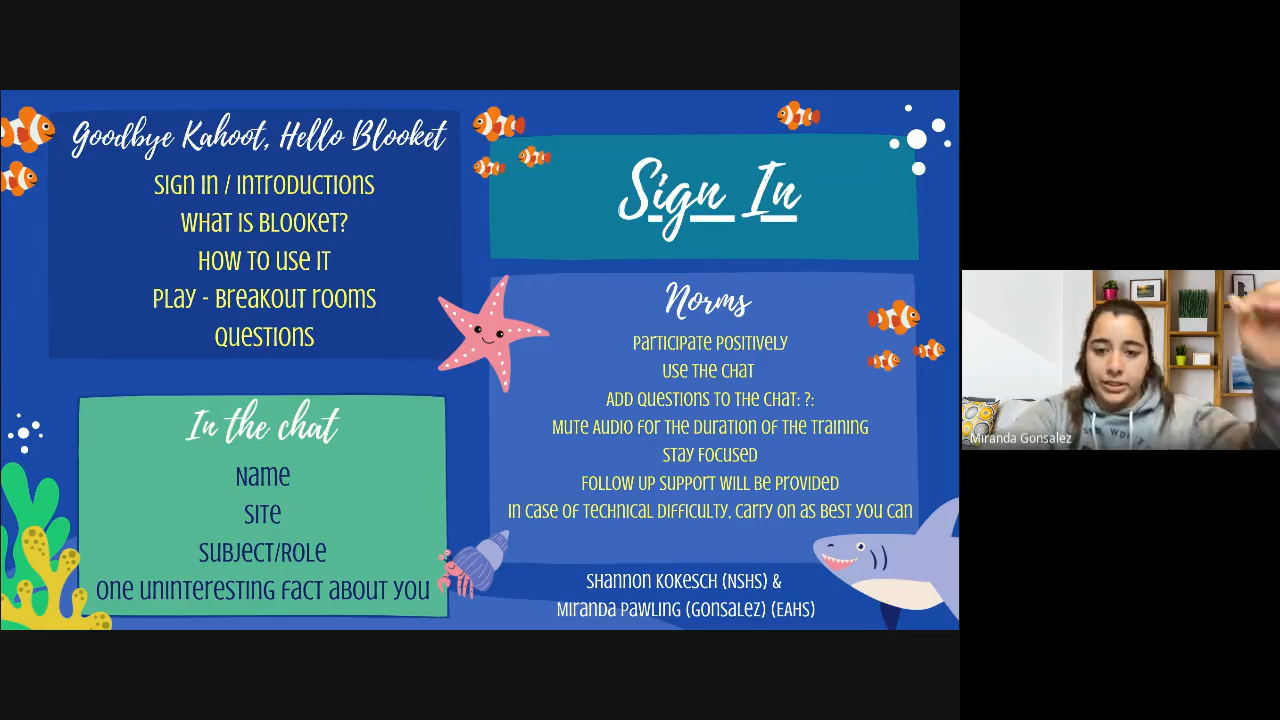 Goodbye Kahoot, Hello Blooket
Sign In / Introductions
What is Blooket?
How to use it
Play - Breakout Rooms
Questions
In the chat
Name
Site
Subject/Role
One uninteresting fact about you
Sign In
Norms
Participate positively
Use the chat
Add questions to the chat: ?:
Mute audio for the duration of the training
Stay focused
Follow up support will be provided
In case of technical difficulty, carry on as best you can
Shannon Kokesch (NSHS) &
Miranda Pawling (Gonsalez) (EAHS)
Miranda Gonsalez